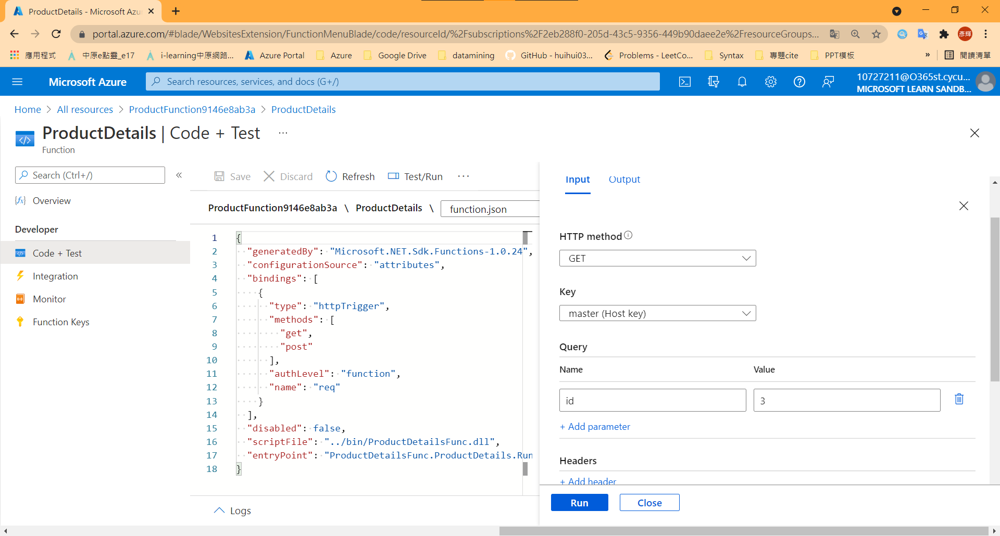 ProductDetails - Microsoft Azu
portal.azure.com/#blade/WebsitesExtension/FunctionMenuBlade/code/resourceId/%2Fsubscriptions%2F2eb288f0-205d-43c5-9356-449b90daee2e%2FresourceGroups...
彥輝
應用程式 中原e點靈_e17 i-learning中原網路... Azure Portal Azure Google Drive datamining GitHub - huihui03... Problems - LeetCo... Syntax 專題cite PPT模板 » 閱讀清單
Microsoft Azure
Search resources, services, and docs (G+/)
10727211@O365st.cycu...
MICROSOFT LEARN SANDB...
Home > All resources > ProductFunction9146e8ab3a > ProductDetails
ProductDetails | Code + Test ...
Function
Search (Ctrl+/)
«
Overview
Developer
Code + Test
Integration
Monitor
Function Keys
Save Discard Refresh Test/Run ...
ProductFunction9146e8ab3a \ ProductDetails \ function.json
1 {
2 "generatedBy": "Microsoft.NET.Sdk.Functions-1.0.24",
3 "configurationSource": "attributes",
4 "bindings": [
5 {
6 "type": "httpTrigger",
7 "methods": [
8 "get",
9 "post"
10 ],
11 "authLevel": "function",
12 "name": "req"
13 }
14 ],
15 "disabled": false,
16 "scriptFile": "../bin/ProductDetailsFunc.dll",
17 "entryPoint": "ProductDetailsFunc.ProductDetails.Run
18 }
Logs
Input Output
HTTP method
GET
Key
master (Host key)
Query
Name Value
id 3
+ Add parameter
Headers
+ Add header
Run Close